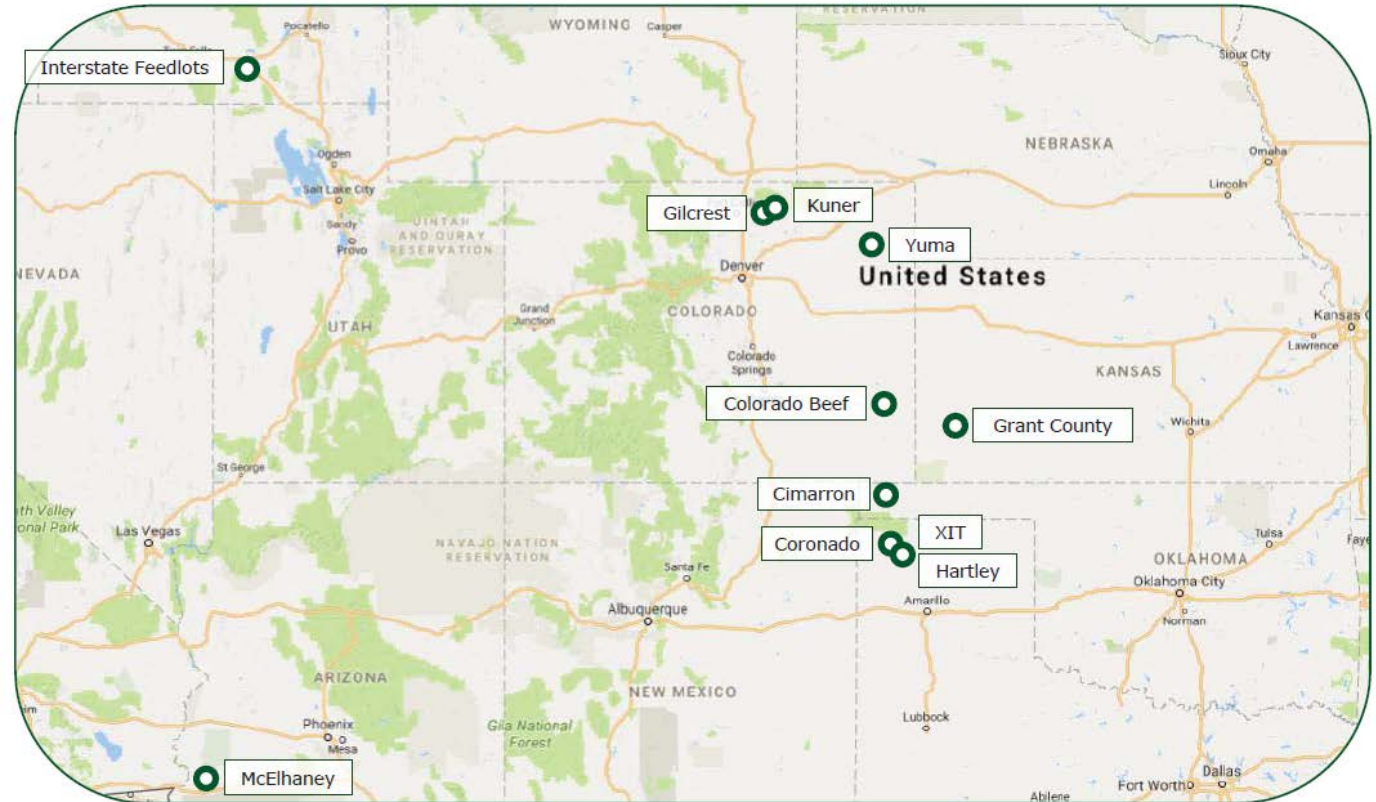 RESERVATION
Pocatello
WYOMING
Casper
Interstate Feedlots
Sioux City
NEBRASKA
Omaha
Ogden
Salt Lake City
Lincoln
Gilcrest
Kuner
Sandy
UINTAH
AND OURAY
RESERVATION
Provo
Yuma
NEVADA
Denver
United States
Grand
Junction
COLORADO
UTAH
Kansas
Lawrence
Colorado
Springs
KANSAS
Colorado Beef
Grant County
Wichita
St George
Cimarron
Las Vegas
NAVAJO NATION
RESERVATION
Coronado
XIT
Hartley
Tulsa
OKLAHOMA
Santa Fe
Oklahoma City
Amarillo
Albuquerque
Norman
ARIZONA
NEW MEXICO
Lubbock
Phoenix
Mesa
Gila National
Forest
McElhaney
Dallas
Fort Worth
Abilene